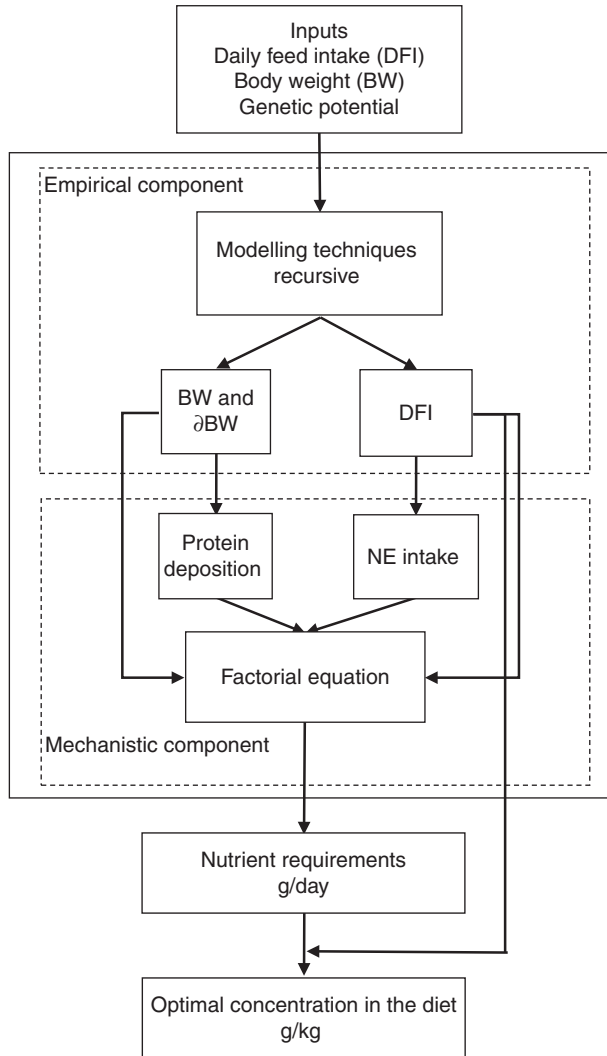 Inputs
Daily feed intake (DFI)
Body weight (BW)
Genetic potential
Empirical component
Modelling techniques
recursive
BW and
∂BW
DFI
Protein
deposition
NE intake
Factorial equation
Mechanistic component
Nutrient requirements
g/day
Optimal concentration in the diet
g/kg